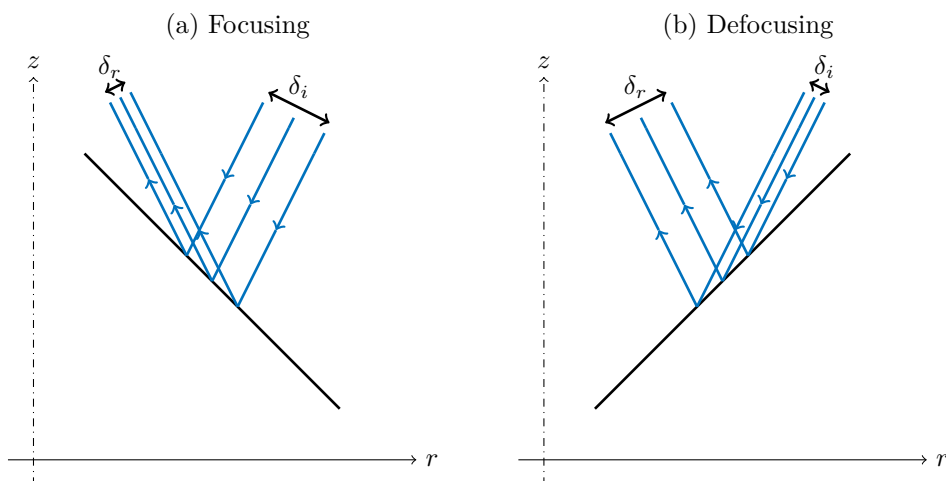 (a) Focusing
(b) Defocusing
z
δr
δi
r
z
δr
δi
r